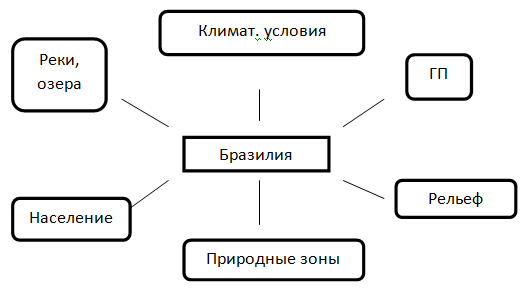 Климат. условия
Реки,
озера
ГП
Бразилия
Население
Рельеф
Природные зоны